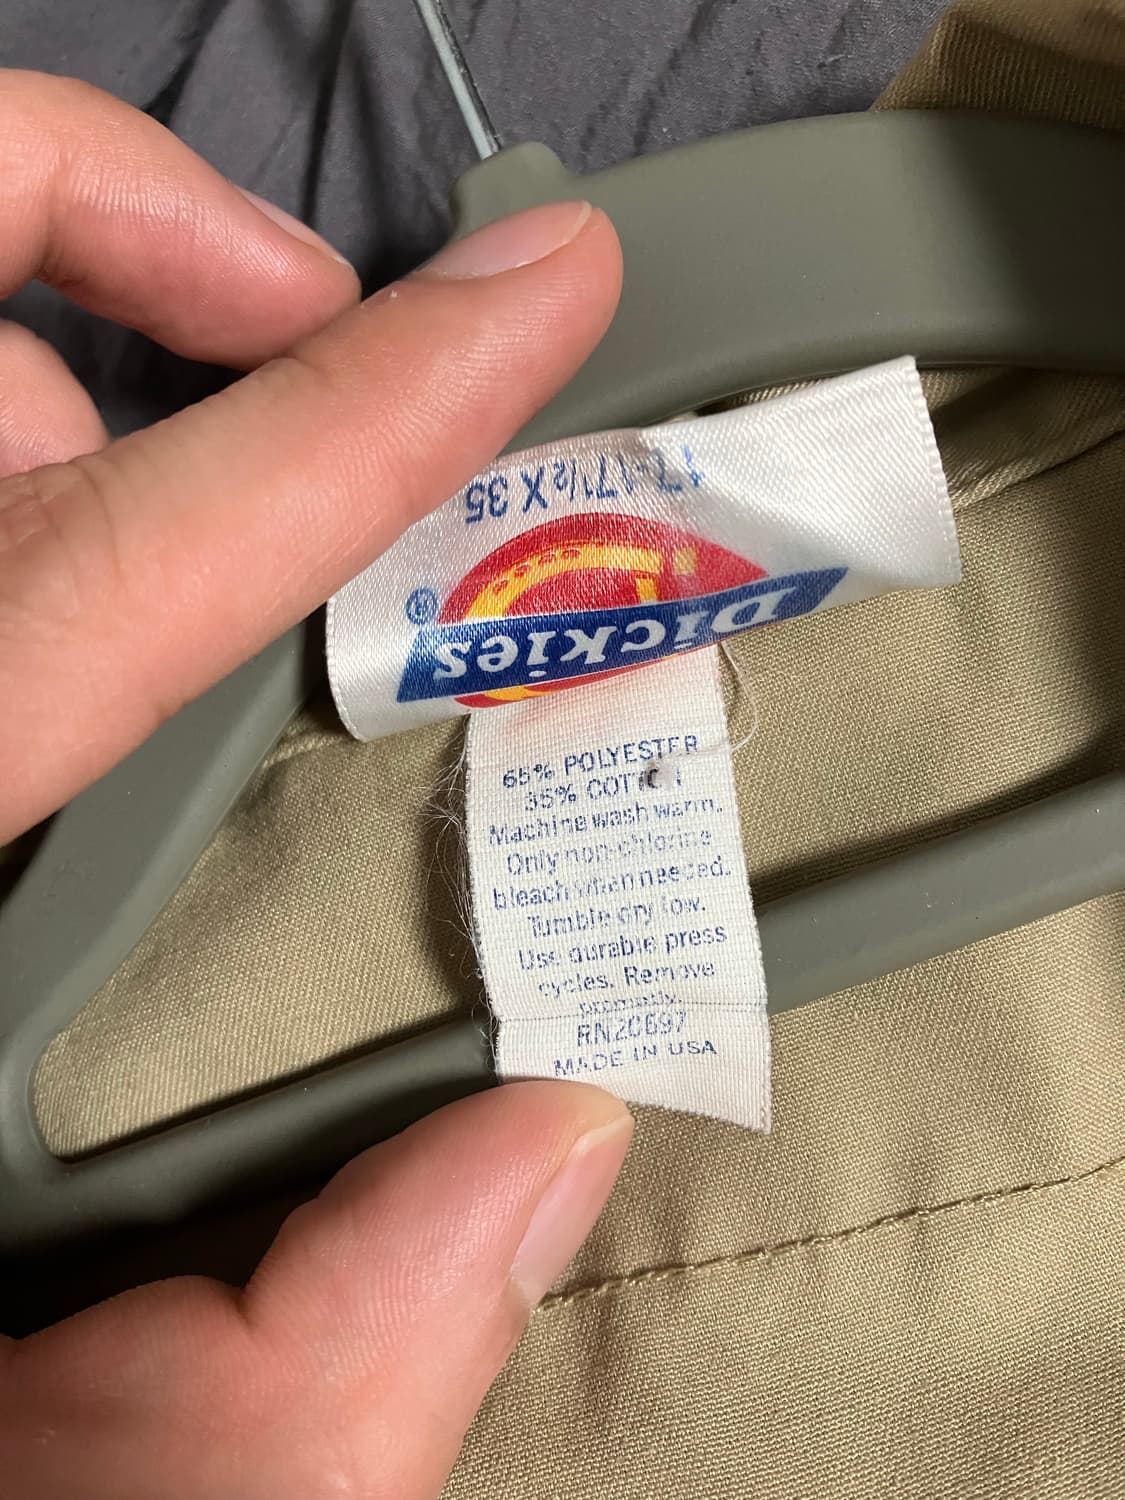 17-17½ X 35
Dickies
®
65% POLYESTER
35% COTTON
Machine wash warm.
Only non-chlorine
bleach when needed.
Tumble dry low.
Use durable press
cycles. Remove
promptly.
RN20697
MADE IN USA